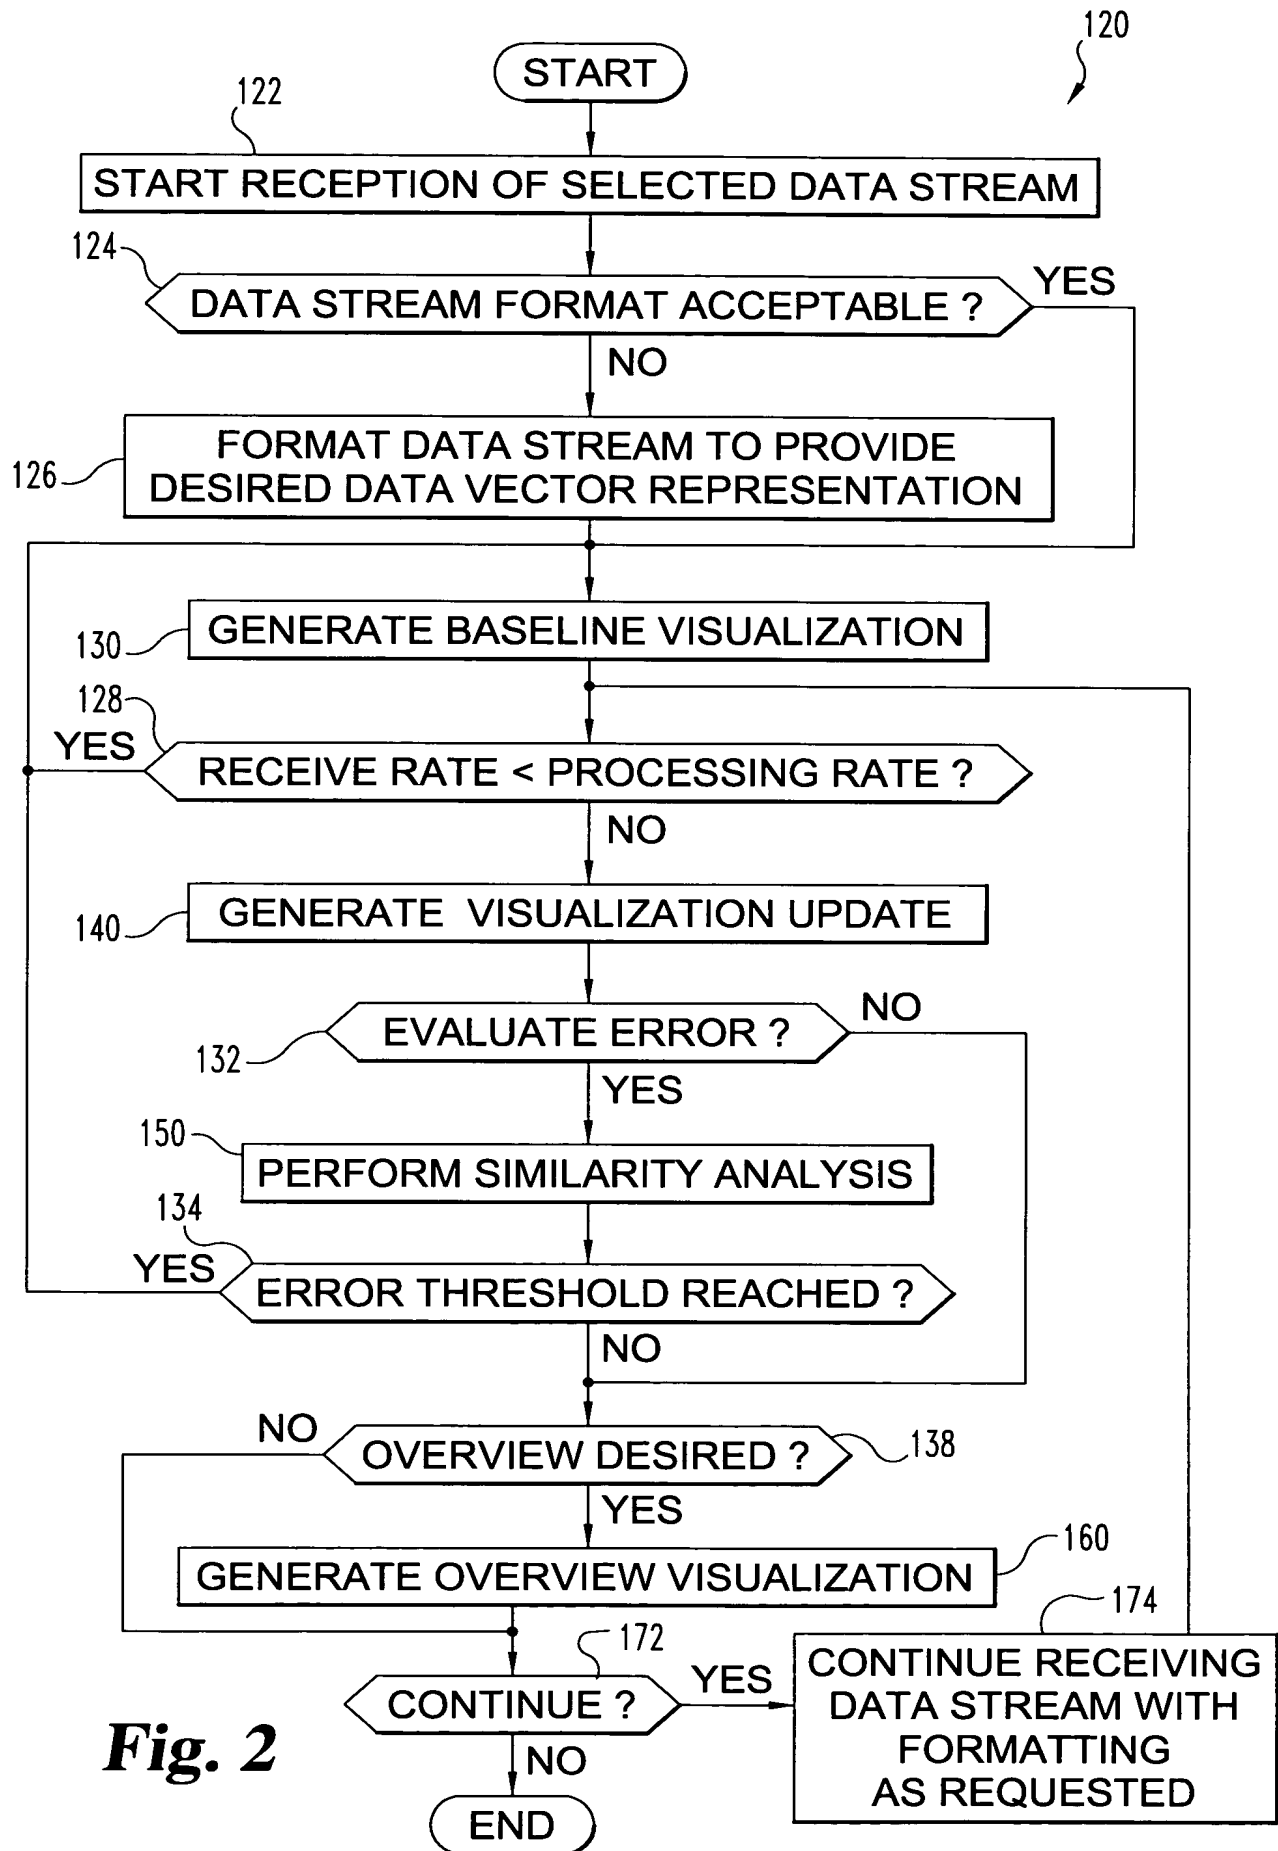 120
START
122
START RECEPTION OF SELECTED DATA STREAM
124
DATA STREAM FORMAT ACCEPTABLE ?
YES
NO
126
FORMAT DATA STREAM TO PROVIDE
DESIRED DATA VECTOR REPRESENTATION
130
GENERATE BASELINE VISUALIZATION
128
YES
RECEIVE RATE < PROCESSING RATE ?
NO
140
GENERATE VISUALIZATION UPDATE
132
EVALUATE ERROR ?
NO
YES
150
PERFORM SIMILARITY ANALYSIS
134
YES
ERROR THRESHOLD REACHED ?
NO
NO
OVERVIEW DESIRED ?
138
YES
160
GENERATE OVERVIEW VISUALIZATION
172
CONTINUE ?
YES
174
CONTINUE RECEIVING
DATA STREAM WITH
FORMATTING
AS REQUESTED
NO
END
Fig. 2